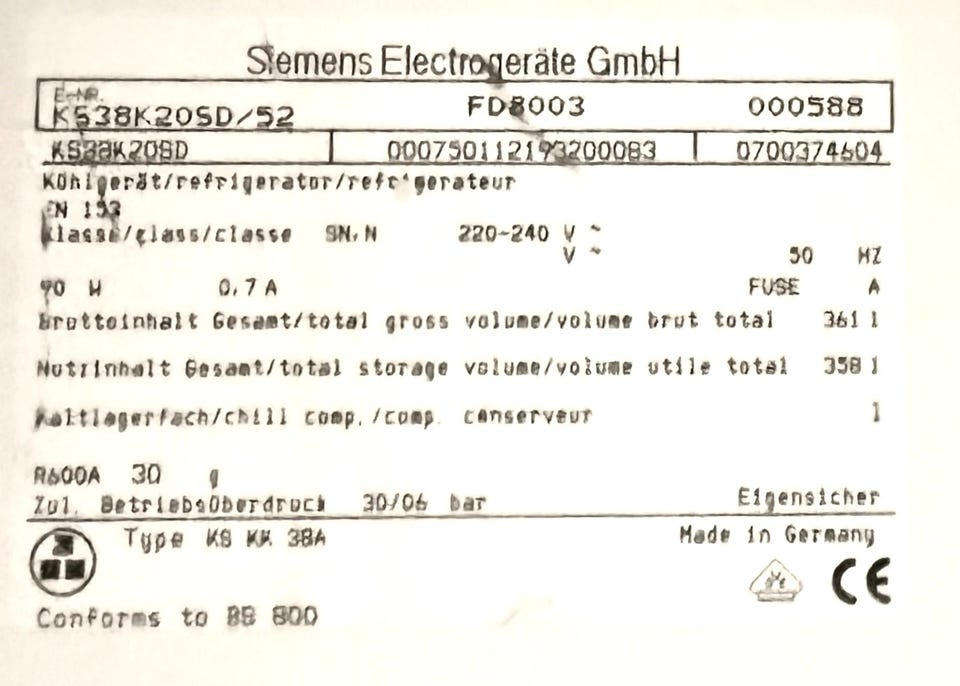 Siemens Electrogeräte GmbH
E-NR.
KS38K20SD/52 FD8003 000588
KS38K20SD 000750112193200083 0700374604
Kühlgerät/refrigerator/refrigerateur
EN 153
Klasse/class/classe SN,N 220-240 V ~
V ~
50 HZ
90 W 0,7 A FUSE A
Bruttoinhalt Gesamt/total gross volume/volume brut total 361 l
Nutzinhalt Gesamt/total storage volume/volume utile total 358 l
Kaltlagerfach/chill comp./comp. conserveur l
R600A 30 g
Zul. Betriebsüberdruck 30/06 bar Eigensicher
Type KS KK 38A Made in Germany
CE
Conforms to BS 800